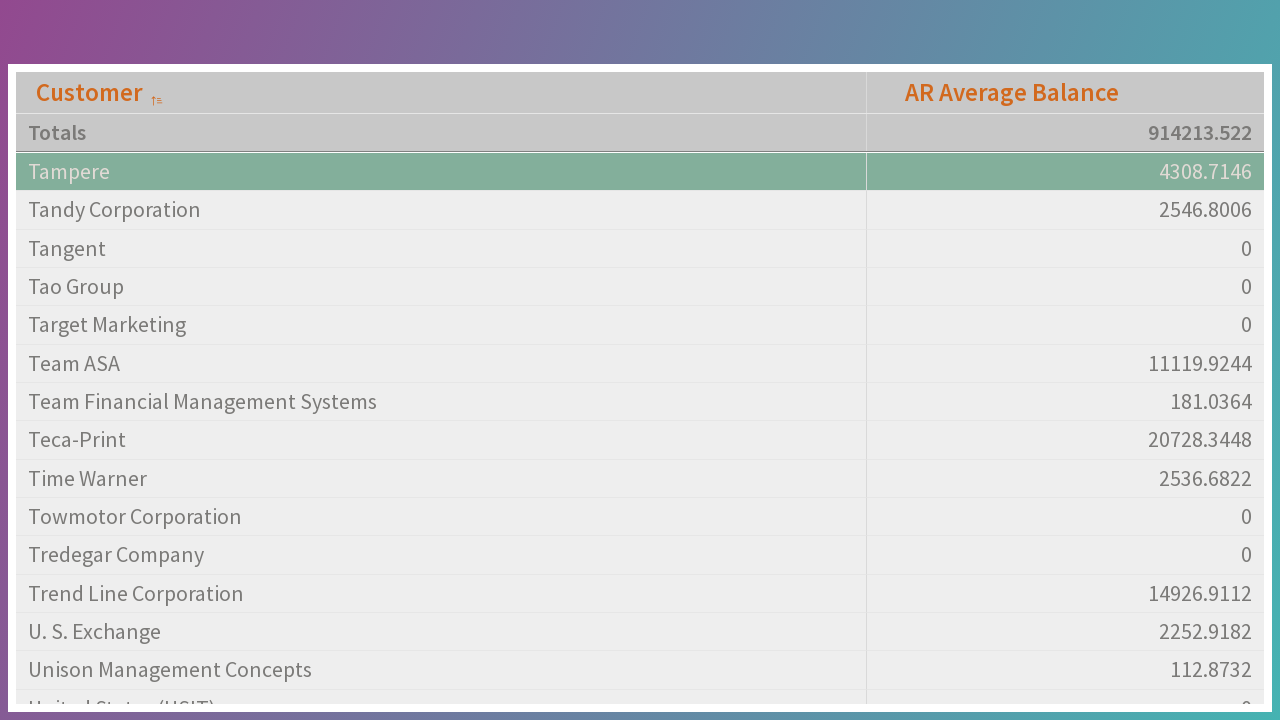 Customer AR Average Balance
Totals 914213.522
Tampere 4308.7146
Tandy Corporation 2546.8006
Tangent 0
Tao Group 0
Target Marketing 0
Team ASA 11119.9244
Team Financial Management Systems 181.0364
Teca-Print 20728.3448
Time Warner 2536.6822
Towmotor Corporation 0
Tredegar Company 0
Trend Line Corporation 14926.9112
U. S. Exchange 2252.9182
Unison Management Concepts 112.8732